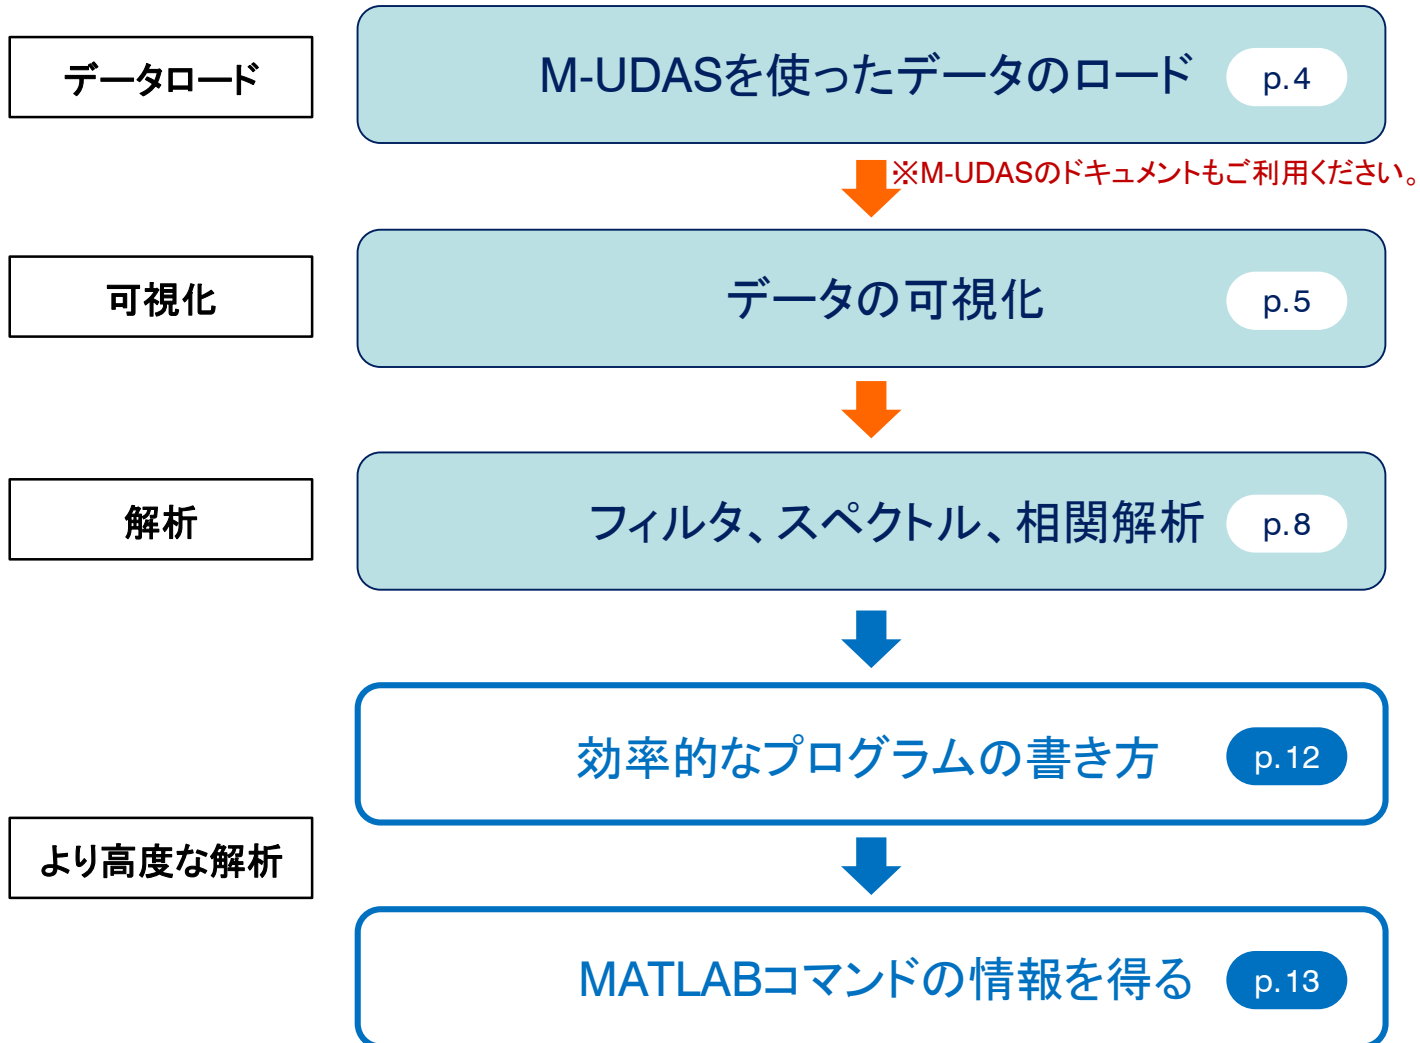 データロード
M-UDASを使ったデータのロード
p.4
※M-UDASのドキュメントもご利用ください。
可視化
データの可視化
p.5
解析
フィルタ、スペクトル、相関解析
p.8
効率的なプログラムの書き方
p.12
より高度な解析
MATLABコマンドの情報を得る
p.13